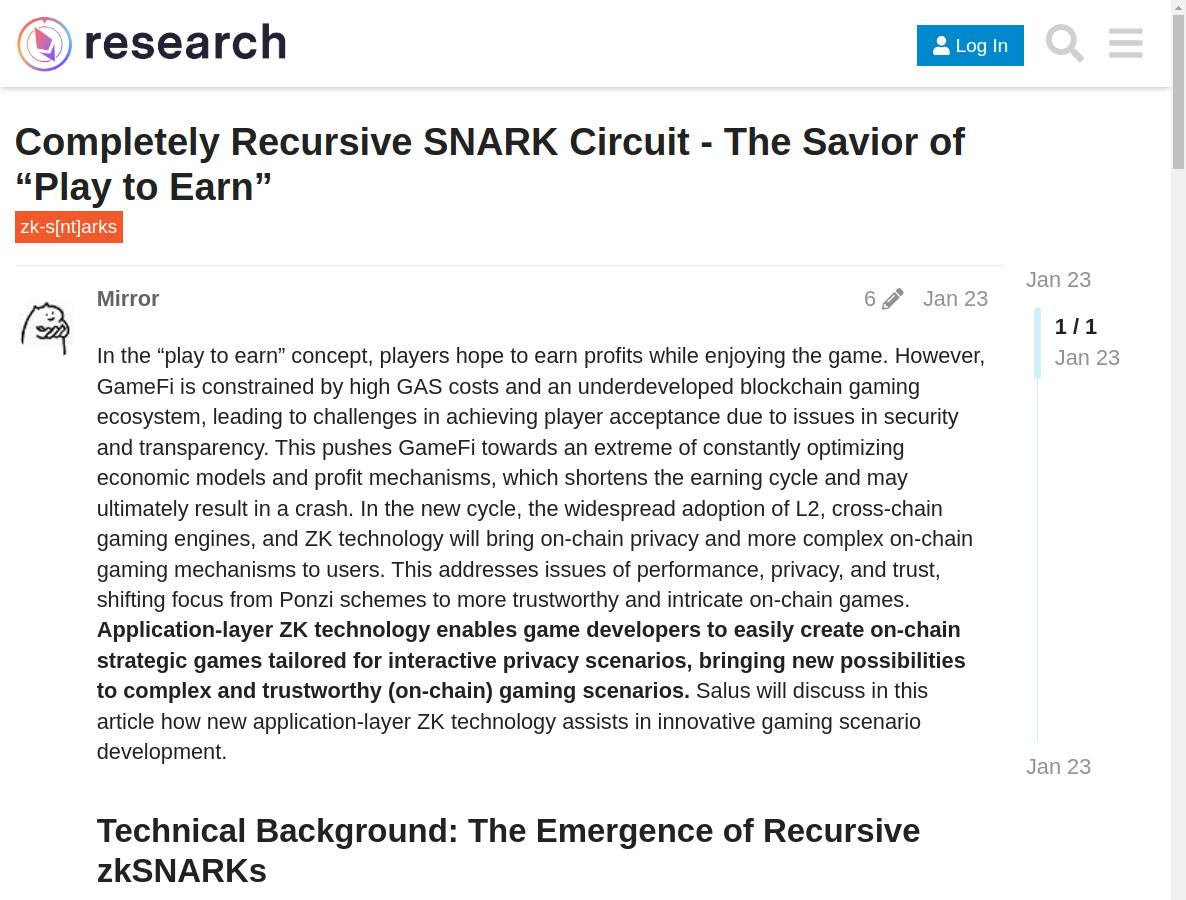 research
Log In
Completely Recursive SNARK Circuit - The Savior of
“Play to Earn”
zk-s[nt]arks
Jan 23
Mirror
6
Jan 23
1 / 1
Jan 23
In the “play to earn” concept, players hope to earn profits while enjoying the game. However,
GameFi is constrained by high GAS costs and an underdeveloped blockchain gaming
ecosystem, leading to challenges in achieving player acceptance due to issues in security
and transparency. This pushes GameFi towards an extreme of constantly optimizing
economic models and profit mechanisms, which shortens the earning cycle and may
ultimately result in a crash. In the new cycle, the widespread adoption of L2, cross-chain
gaming engines, and ZK technology will bring on-chain privacy and more complex on-chain
gaming mechanisms to users. This addresses issues of performance, privacy, and trust,
shifting focus from Ponzi schemes to more trustworthy and intricate on-chain games.
Application-layer ZK technology enables game developers to easily create on-chain
strategic games tailored for interactive privacy scenarios, bringing new possibilities
to complex and trustworthy (on-chain) gaming scenarios. Salus will discuss in this
article how new application-layer ZK technology assists in innovative gaming scenario
development.
Jan 23
Technical Background: The Emergence of Recursive
zkSNARKs